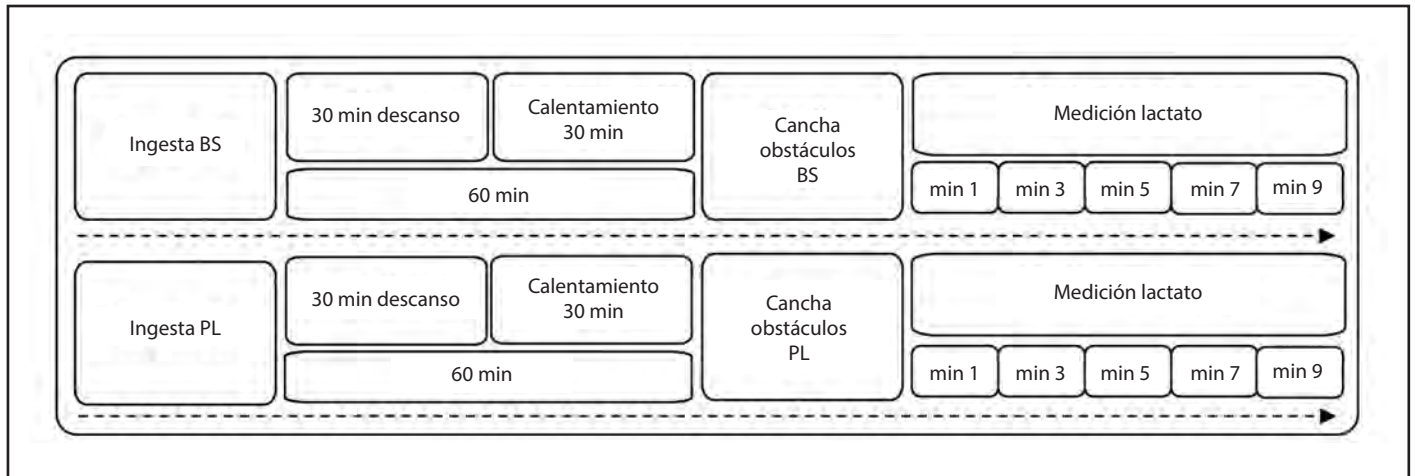 Ingesta BS
30 min descanso
Calentamiento
30 min
60 min
Cancha
obstáculos
BS
Medición lactato
min 1
min 3
min 5
min 7
min 9
Ingesta PL
30 min descanso
Calentamiento
30 min
60 min
Cancha
obstáculos
PL
Medición lactato
min 1
min 3
min 5
min 7
min 9